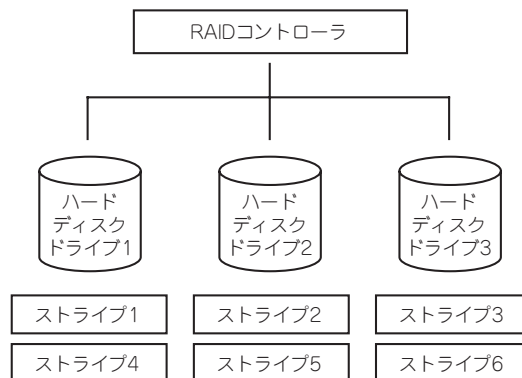 RAIDコントローラ
ハード
ディスク
ドライブ1
ハード
ディスク
ドライブ2
ハード
ディスク
ドライブ3
ストライプ1
ストライプ2
ストライプ3
ストライプ4
ストライプ5
ストライプ6